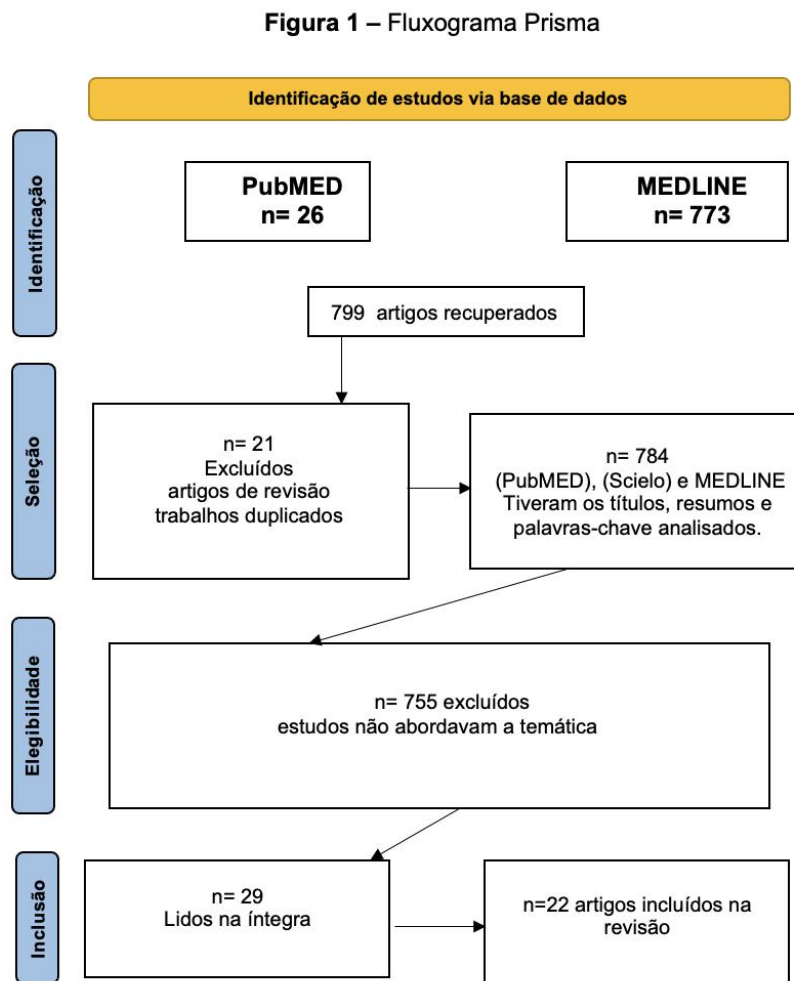 Figura 1 – Fluxograma Prisma
Identificação de estudos via base de dados
Identificação
PubMED
n= 26
MEDLINE
n= 773
799 artigos recuperados
Seleção
n= 21
Excluídos
artigos de revisão
trabalhos duplicados
n= 784
(PubMED), (Scielo) e MEDLINE
Tiveram os títulos, resumos e
palavras-chave analisados.
Elegibilidade
n= 755 excluídos
estudos não abordavam a temática
Inclusão
n= 29
Lidos na íntegra
n=22 artigos incluídos na
revisão